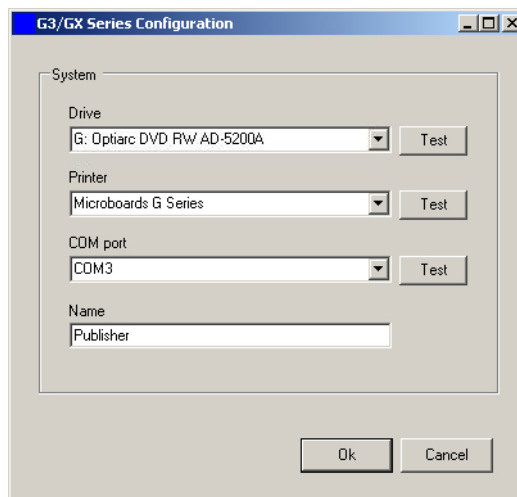 G3/GX Series Configuration
System
Drive
G: Optiarc DVD RW AD-5200A
Test
Printer
Microboards G Series
Test
COM port
COM3
Test
Name
Publisher
Ok
Cancel